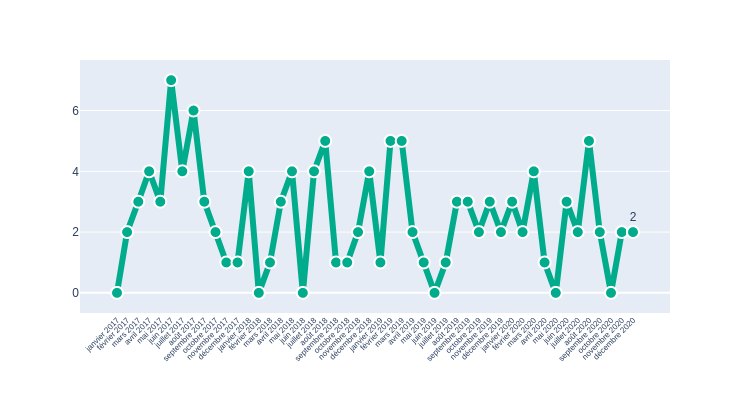 6
4
2
0
2
janvier 2017
février 2017
mars 2017
avril 2017
mai 2017
juin 2017
juillet 2017
août 2017
septembre 2017
octobre 2017
novembre 2017
décembre 2017
janvier 2018
février 2018
mars 2018
avril 2018
mai 2018
juin 2018
juillet 2018
août 2018
septembre 2018
octobre 2018
novembre 2018
décembre 2018
janvier 2019
février 2019
mars 2019
avril 2019
mai 2019
juin 2019
juillet 2019
août 2019
septembre 2019
octobre 2019
novembre 2019
décembre 2019
janvier 2020
février 2020
mars 2020
avril 2020
mai 2020
juin 2020
juillet 2020
août 2020
septembre 2020
octobre 2020
novembre 2020
décembre 2020